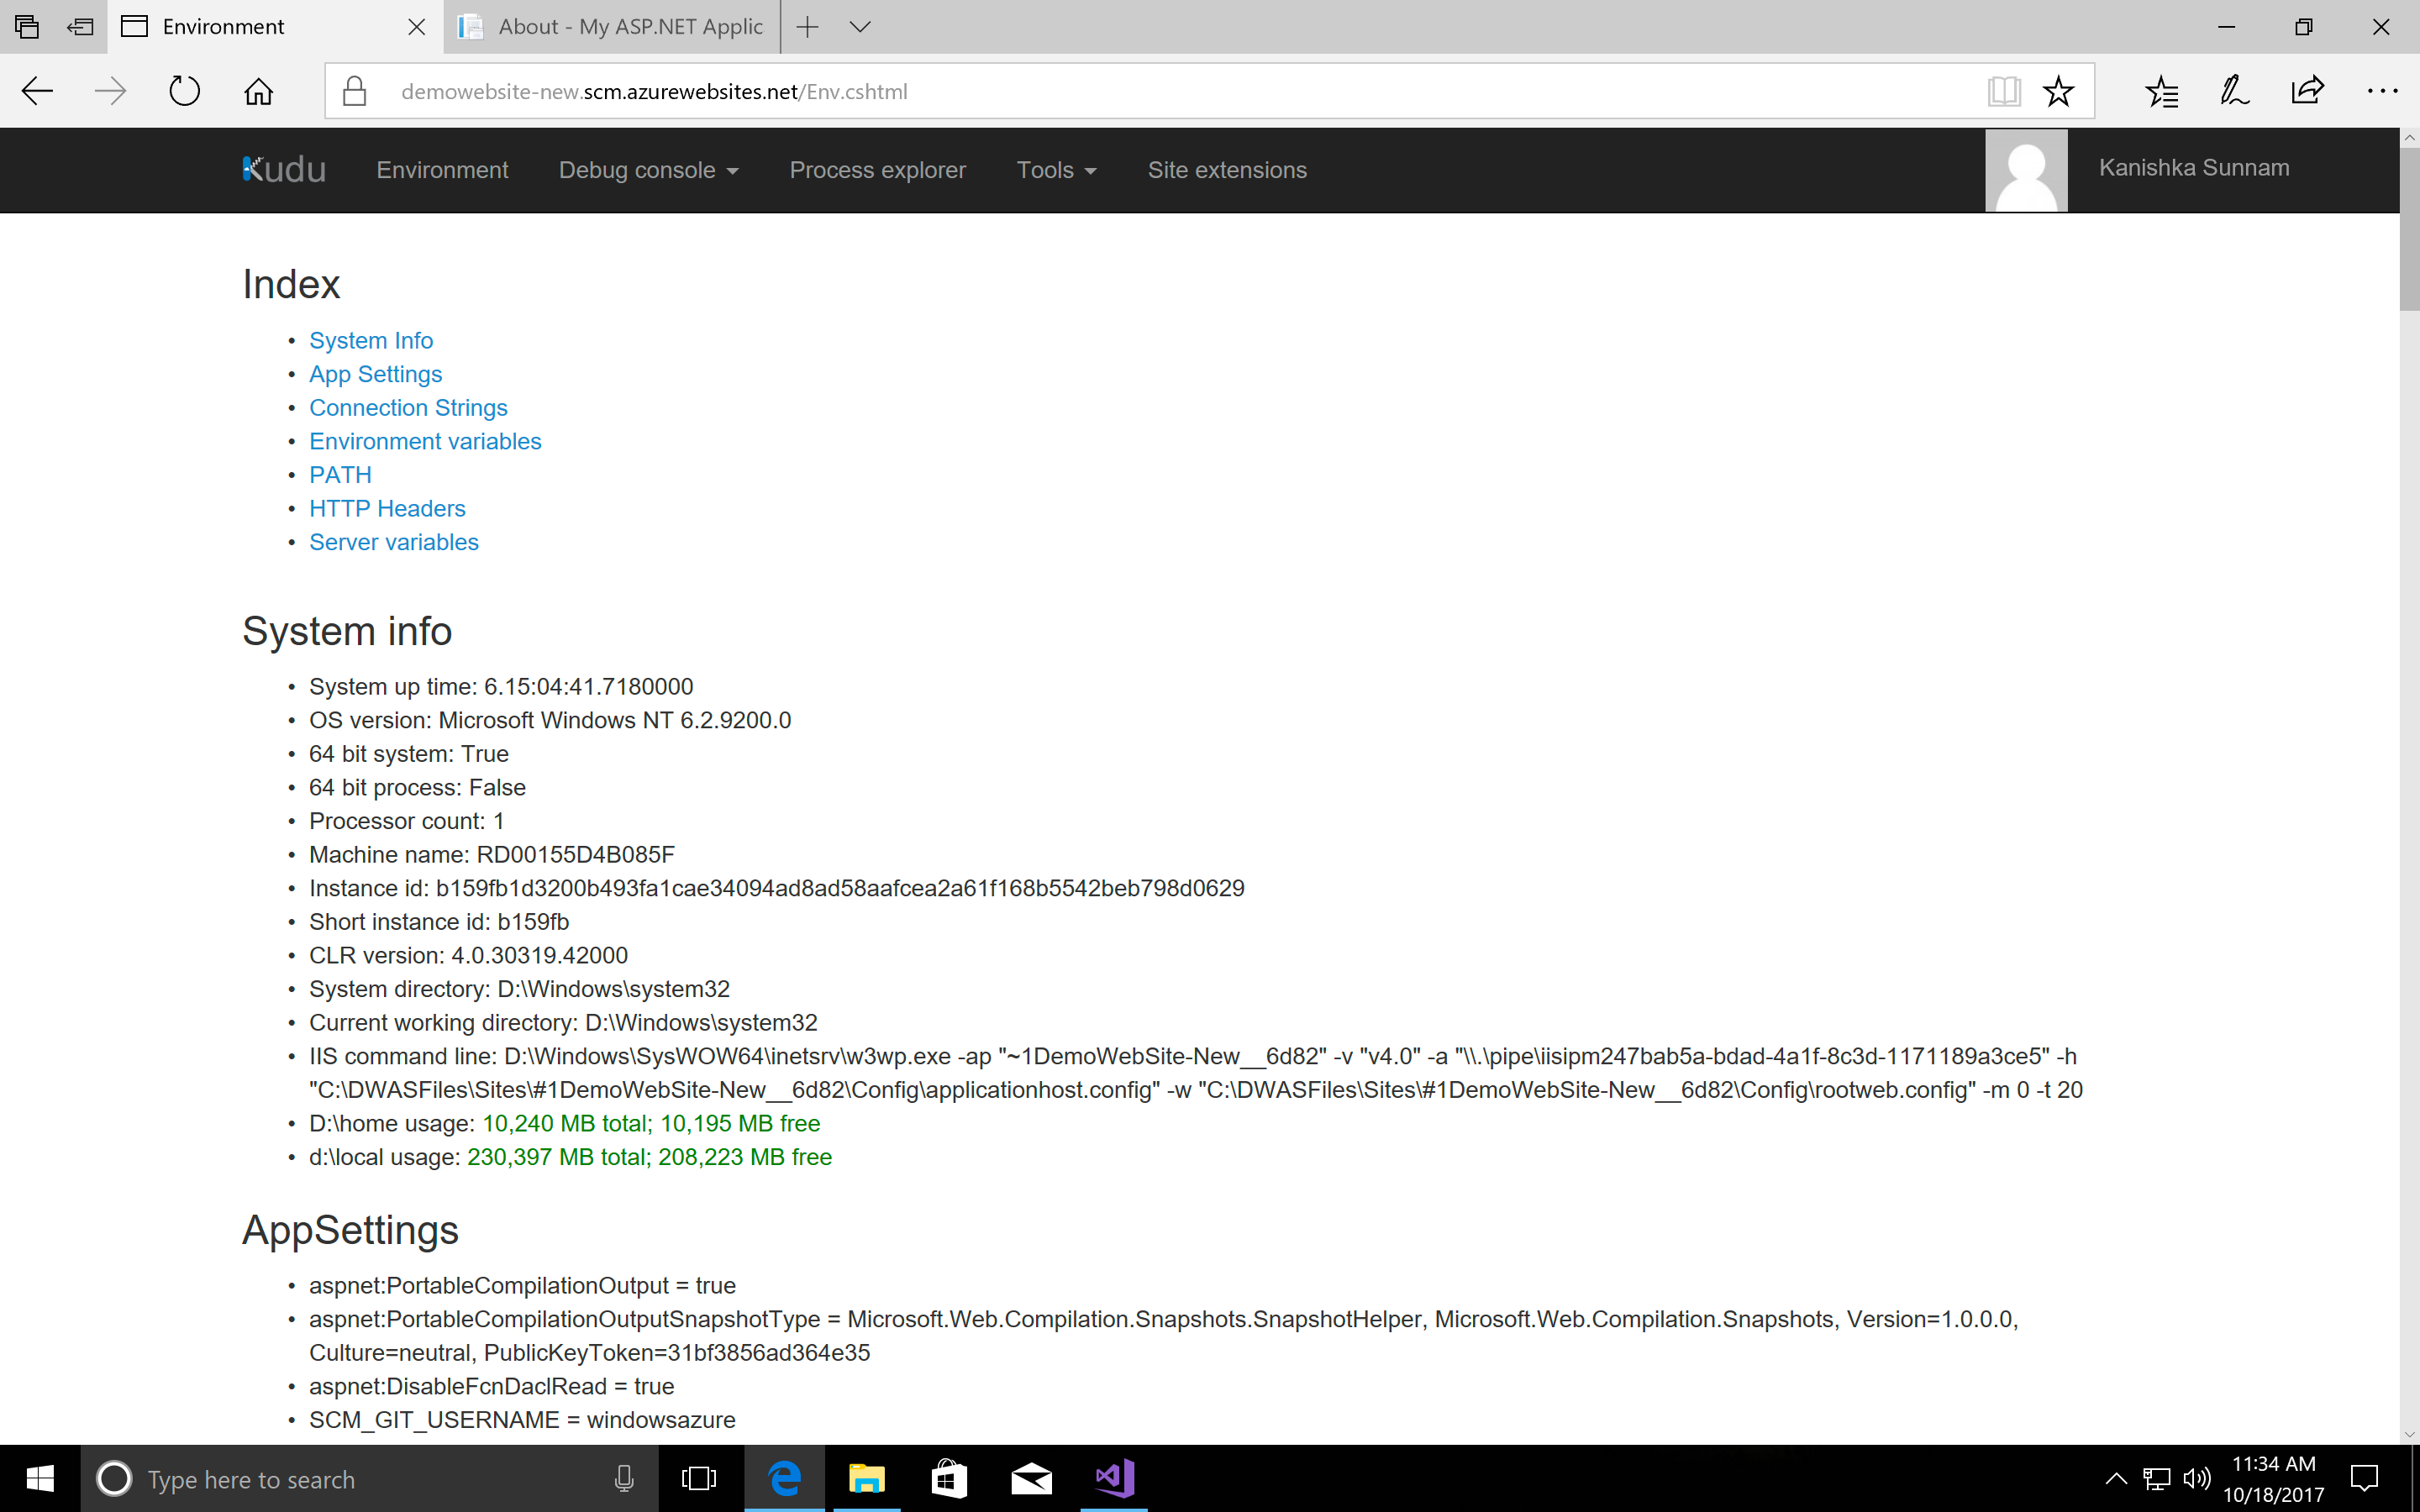 Environment
About - My ASP.NET Applic
demowebsite-new.scm.azurewebsites.net/Env.cshtml
Kudu Environment Debug console Process explorer Tools Site extensions Kanishka Sunnam
Index
• System Info
• App Settings
• Connection Strings
• Environment variables
• PATH
• HTTP Headers
• Server variables
System info
• System up time: 6.15:04:41.7180000
• OS version: Microsoft Windows NT 6.2.9200.0
• 64 bit system: True
• 64 bit process: False
• Processor count: 1
• Machine name: RD00155D4B085F
• Instance id: b159fb1d3200b493fa1cae34094ad8ad58aafcea2a61f168b5542beb798d0629
• Short instance id: b159fb
• CLR version: 4.0.30319.42000
• System directory: D:\Windows\system32
• Current working directory: D:\Windows\system32
• IIS command line: D:\Windows\SysWOW64\inetsrv\w3wp.exe -ap "~1DemoWebSite-New__6d82" -v "v4.0" -a "\\.\pipe\iisipm247bab5a-bdad-4a1f-8c3d-1171189a3ce5" -h
"C:\DWASFiles\Sites\#1DemoWebSite-New__6d82\Config\applicationhost.config" -w "C:\DWASFiles\Sites\#1DemoWebSite-New__6d82\Config\rootweb.config" -m 0 -t 20
• D:\home usage: 10,240 MB total; 10,195 MB free
• d:\local usage: 230,397 MB total; 208,223 MB free
AppSettings
• aspnet:PortableCompilationOutput = true
• aspnet:PortableCompilationOutputSnapshotType = Microsoft.Web.Compilation.Snapshots.SnapshotHelper, Microsoft.Web.Compilation.Snapshots, Version=1.0.0.0,
Culture=neutral, PublicKeyToken=31bf3856ad364e35
• aspnet:DisableFcnDaclRead = true
• SCM_GIT_USERNAME = windowsazure
Type here to search
11:34 AM
10/18/2017